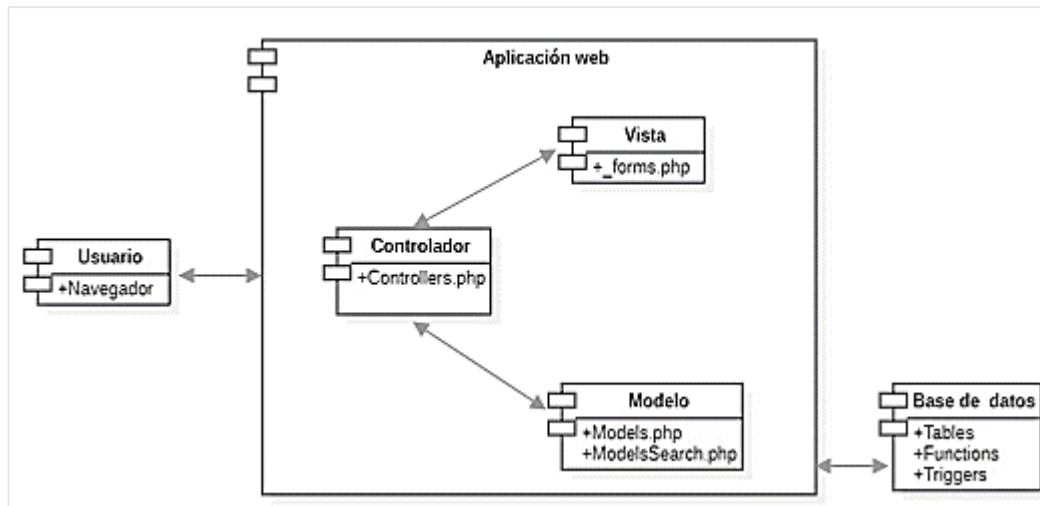 Aplicación web
Vista
+_forms.php
Controlador
+Controllers.php
Usuario
+Navegador
Modelo
+Models.php
+ModelsSearch.php
Base de datos
+Tables
+Functions
+Triggers